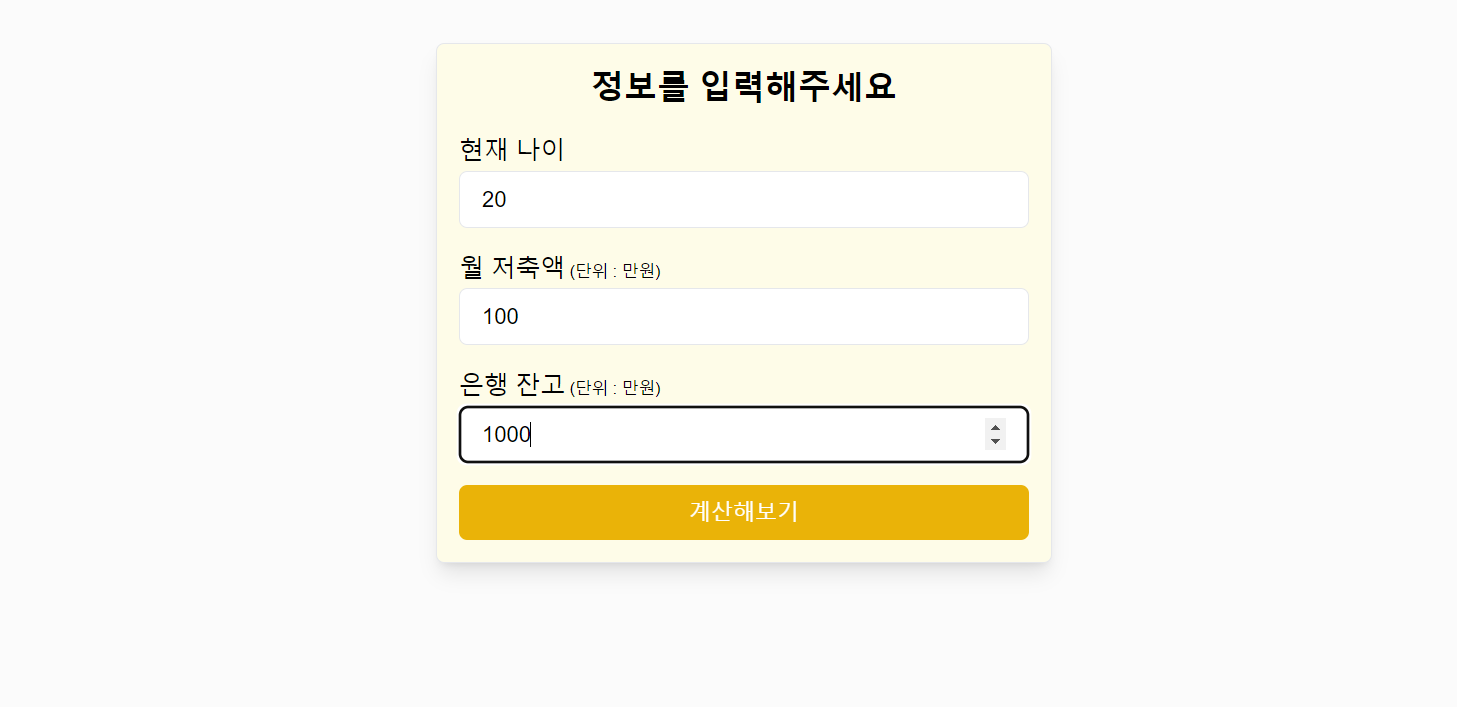 정보를 입력해주세요
현재 나이
20
월 저축액 (단위 : 만원)
100
은행 잔고 (단위 : 만원)
1000
계산해보기